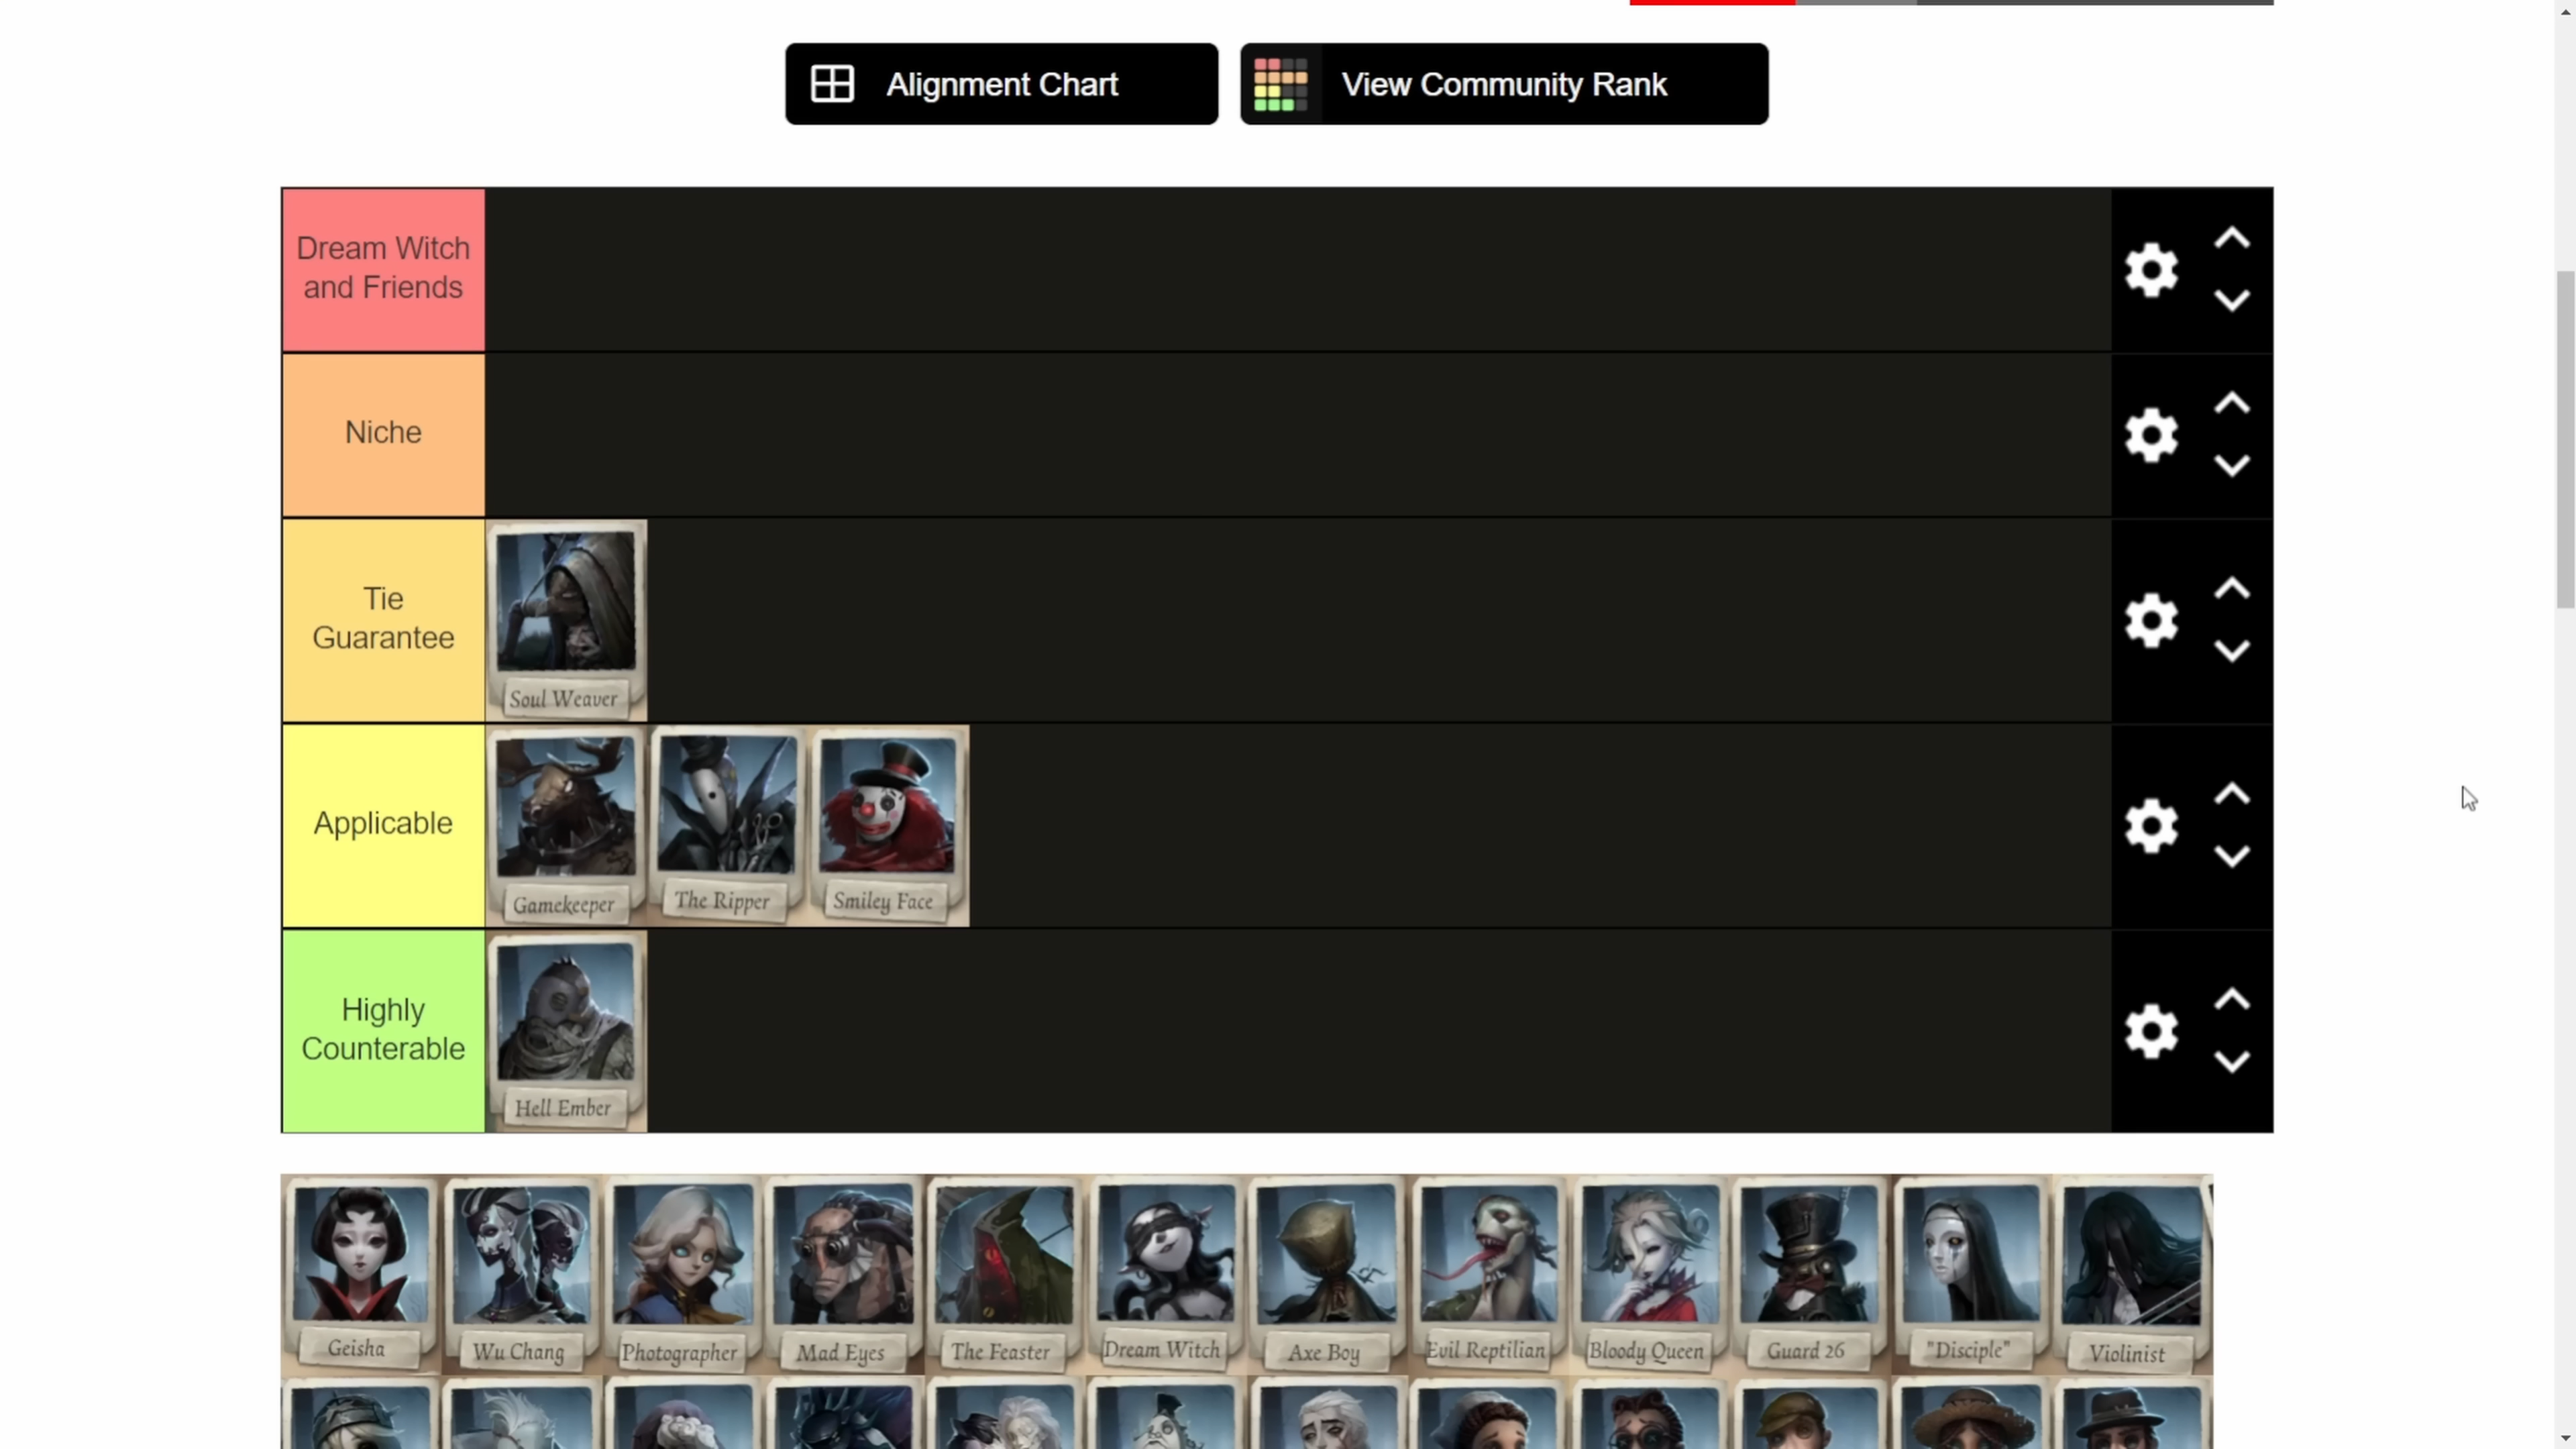 Alignment Chart
View Community Rank
Dream Witch
and Friends
Niche
Tie
Guarantee
Soul Weaver
Applicable
Gamekeeper
The Ripper
Smiley Face
Highly
Counterable
Hell Ember
Geisha
Wu Chang
Photographer
Mad Eyes
The Feaster
Dream Witch
Axe Boy
Evil Reptilian
Bloody Queen
Guard 26
"Disciple"
Violinist